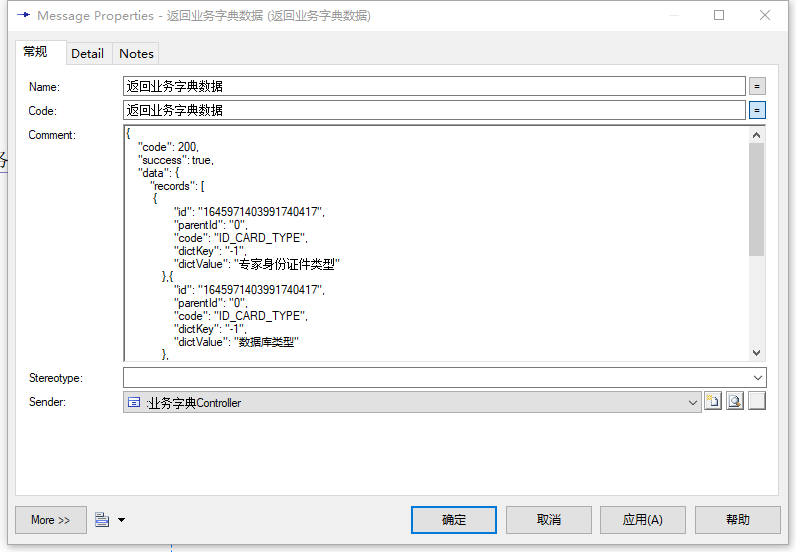 Message Properties - 返回业务字典数据 (返回业务字典数据)
常规 Detail Notes
Name: 返回业务字典数据 =
Code: 返回业务字典数据 =
Comment: {
"code": 200,
"success": true,
"data": {
"records": [
{
"id": "1645971403991740417",
"parentId": "0",
"code": "ID_CARD_TYPE",
"dictKey": "-1",
"dictValue": "专家身份证件类型"
},{
"id": "1645971403991740417",
"parentId": "0",
"code": "ID_CARD_TYPE",
"dictKey": "-1",
"dictValue": "数据库类型"
},
Stereotype:
Sender: :业务字典Controller
More >> 确定 取消 应用(A) 帮助